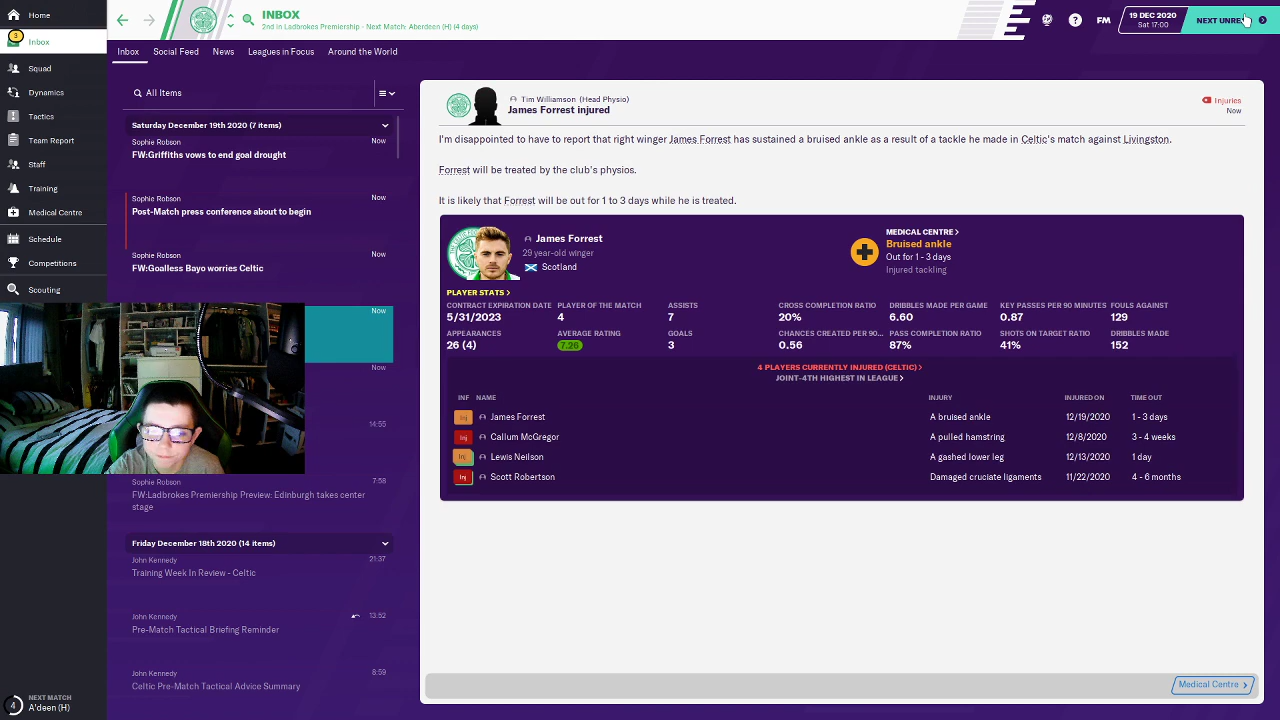 INBOX
2nd in Ladbrokes Premiership - Next Match: Aberdeen (H) (4 days)
FM
19 DEC 2020
Sat 17:00
NEXT UNRE
3
Inbox
Squad
Dynamics
Tactics
Team Report
Staff
Training
Medical Centre
Schedule
Competitions
Scouting
NEXT MATCH
A'deen (H)
Inbox Social Feed News Leagues in Focus Around the World
All Items
Saturday December 19th 2020 (7 items)
Sophie Robson Now
FW:Griffiths vows to end goal drought
Sophie Robson Now
Post-Match press conference about to begin
Sophie Robson Now
FW:Goalless Bayo worries Celtic
Now
Now
14:55
Sophie Robson 7:58
FW:Ladbrokes Premiership Preview: Edinburgh takes center
stage
Friday December 18th 2020 (14 items)
John Kennedy 21:37
Training Week In Review - Celtic
John Kennedy 13:52
Pre-Match Tactical Briefing Reminder
John Kennedy 8:59
Celtic Pre-Match Tactical Advice Summary
Tim Williamson (Head Physio)
James Forrest injured
Injuries
Now
I'm disappointed to have to report that right winger James Forrest has sustained a bruised ankle as a result of a tackle he made in Celtic's match against Livingston.
Forrest will be treated by the club's physios.
It is likely that Forrest will be out for 1 to 3 days while he is treated.
James Forrest
29 year-old winger
Scotland
MEDICAL CENTRE
Bruised ankle
Out for 1 - 3 days
Injured tackling
PLAYER STATS
CONTRACT EXPIRATION DATE PLAYER OF THE MATCH ASSISTS CROSS COMPLETION RATIO DRIBBLES MADE PER GAME KEY PASSES PER 90 MINUTES FOULS AGAINST
5/31/2023 4 7 20% 6.60 0.87 129
APPEARANCES AVERAGE RATING GOALS CHANCES CREATED PER 90... PASS COMPLETION RATIO SHOTS ON TARGET RATIO DRIBBLES MADE
26 (4) 7.26 3 0.56 87% 41% 152
4 PLAYERS CURRENTLY INJURED (CELTIC)
JOINT-4TH HIGHEST IN LEAGUE
INF NAME INJURY INJURED ON TIME OUT
Inj James Forrest A bruised ankle 12/19/2020 1 - 3 days
Inj Callum McGregor A pulled hamstring 12/8/2020 3 - 4 weeks
Inj Lewis Neilson A gashed lower leg 12/13/2020 1 day
Inj Scott Robertson Damaged cruciate ligaments 11/22/2020 4 - 6 months
Medical Centre